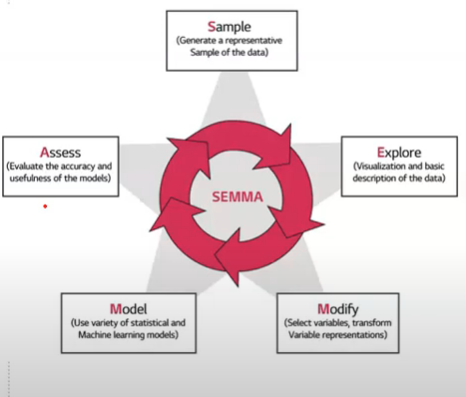 Sample
(Generate a representative
Sample of the data)
Assess
(Evaluate the accuracy and
usefulness of the models)
SEMMA
Explore
(Visualization and basic
description of the data)
Model
(Use variety of statistical and
Machine learning models)
Modify
(Select variables, transform
Variable representations)